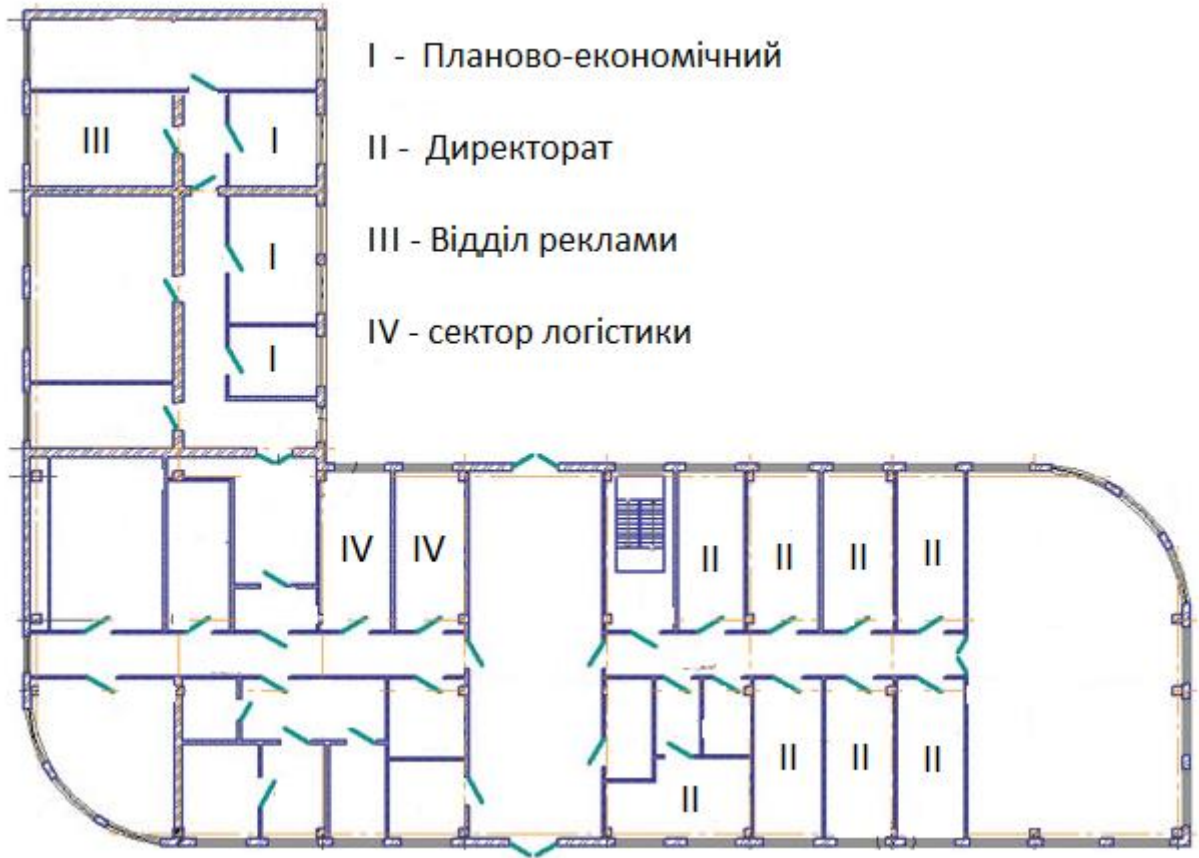 I - Планово-економічний
III
I
II - Директорат
III - Відділ реклами
I
IV - сектор логістики
I
IV IV II II II II
II II II
II